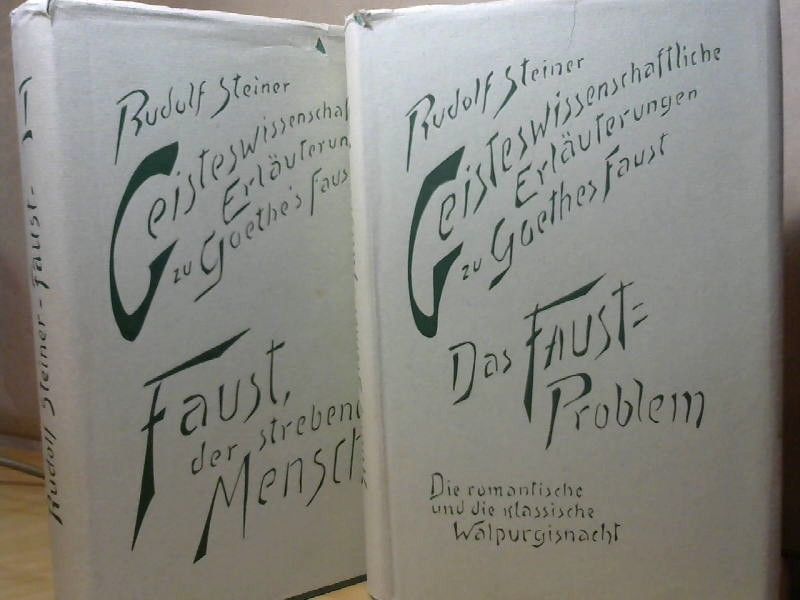 I
Rudolf Steiner-Faust-
Rudolf Steiner
Geisteswissenschaf
Erläuterun
zu Goethe's Faus
Faust,
der strebend
Mensch
Rudolf Steiner
Geisteswissenschaftliche
Erläuterungen
zu Goethes Faust
Das FAUST=
Problem
Die romantische
und die klassische
Walpurgisnacht